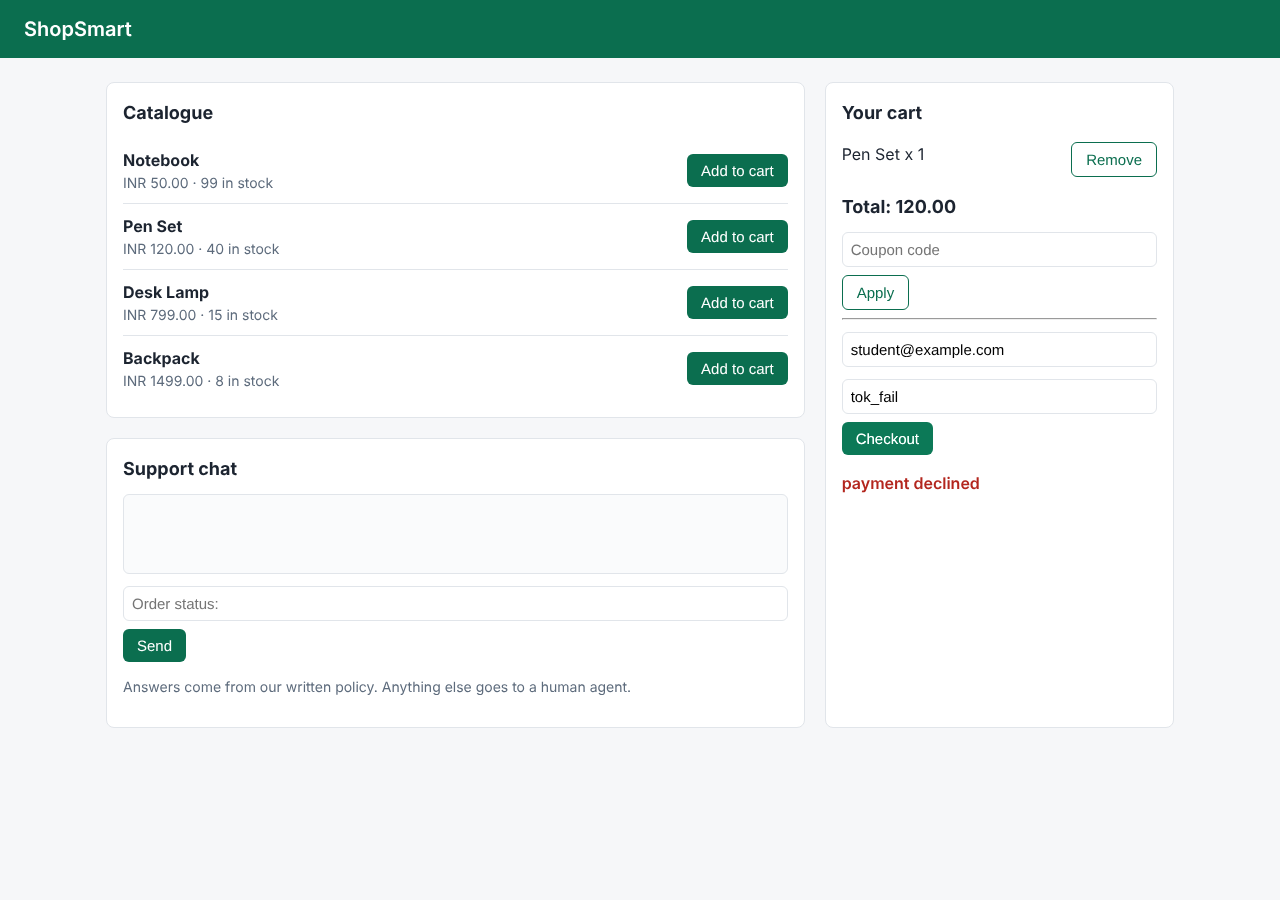 ShopSmart
Catalogue
Notebook
INR 50.00 · 99 in stock
Add to cart
Pen Set
INR 120.00 · 40 in stock
Add to cart
Desk Lamp
INR 799.00 · 15 in stock
Add to cart
Backpack
INR 1499.00 · 8 in stock
Add to cart
Support chat
Order status:
Send
Answers come from our written policy. Anything else goes to a human agent.
Your cart
Pen Set x 1
Remove
Total: 120.00
Coupon code
Apply
student@example.com
tok_fail
Checkout
payment declined